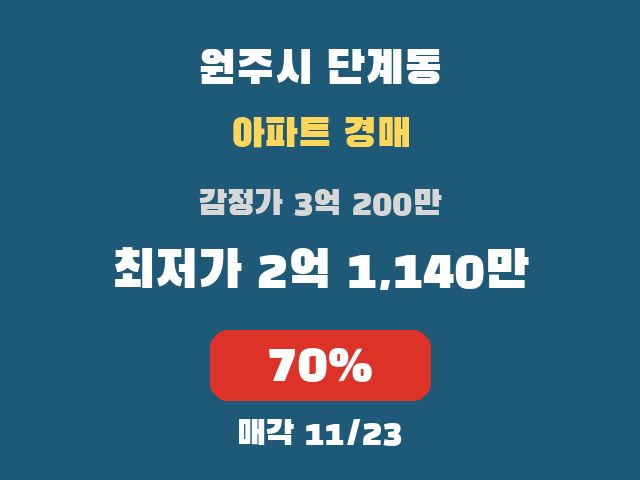 원주시 단계동
아파트 경매
감정가 3억 200만
최저가 2억 1,140만
70%
매각 11/23